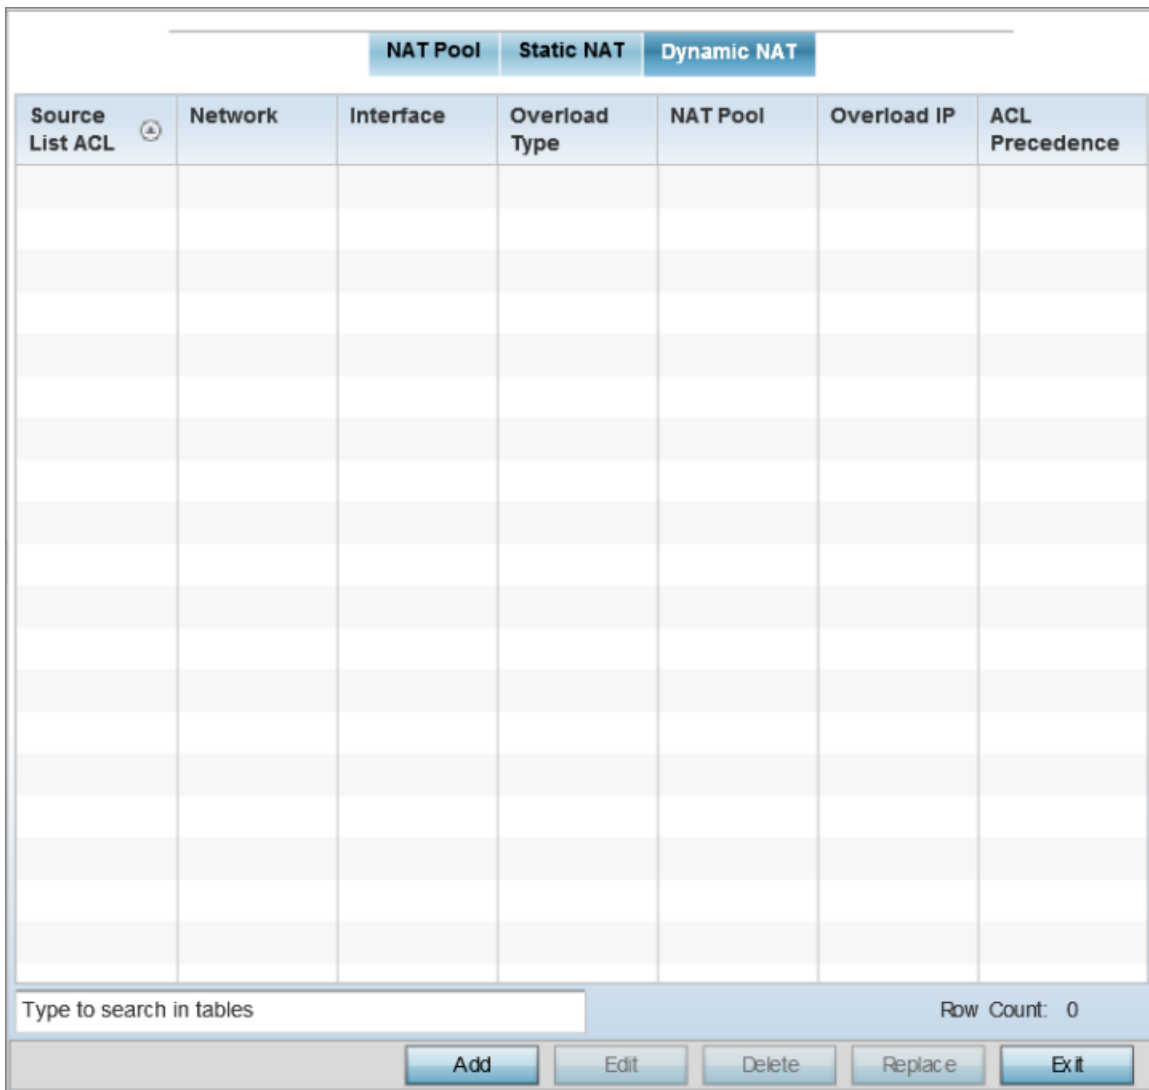 NAT Pool Static NAT Dynamic NAT
Source List ACL Network Interface Overload Type NAT Pool Overload IP ACL Precedence
Type to search in tables Row Count: 0
Add Edit Delete Replace Exit